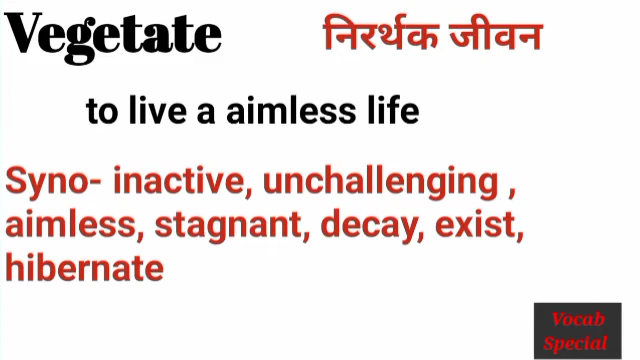 Vegetate निरर्थक जीवन
to live a aimless life
Syno- inactive, unchallenging ,
aimless, stagnant, decay, exist,
hibernate
Vocab
Special